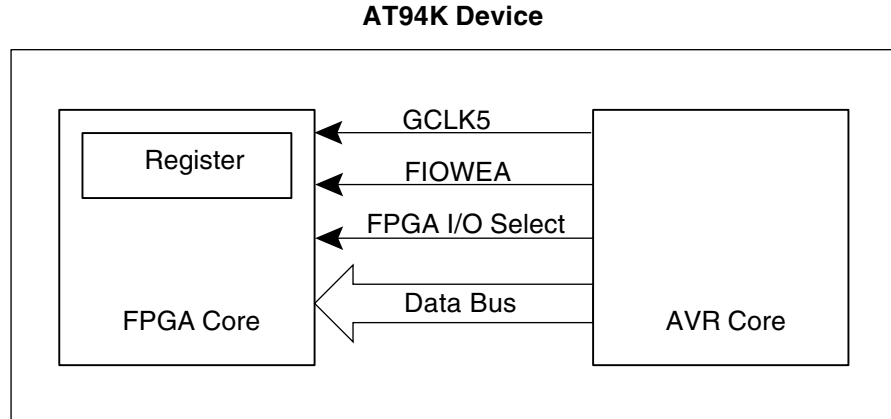 AT94K Device
GCLK5
Register
FIOWEA
FPGA I/O Select
Data Bus
FPGA Core
AVR Core